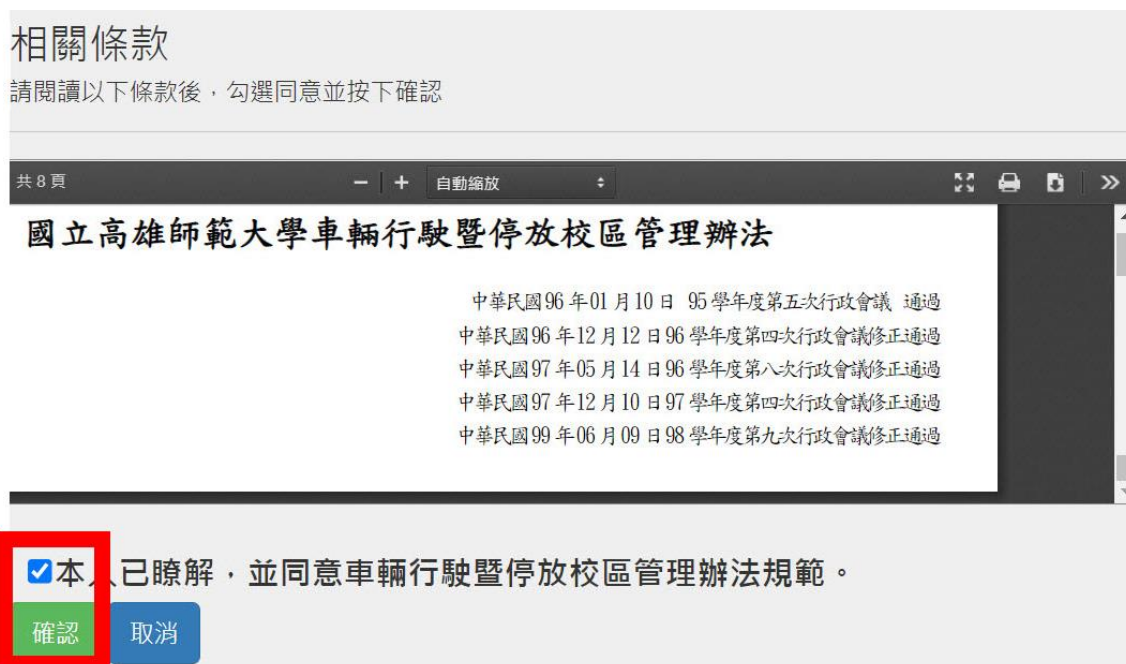 相關條款
請閱讀以下條款後，勾選同意並按下確認
共 8 頁
自動縮放
國立高雄師範大學車輛行駛暨停放校區管理辦法
中華民國96年01月10日 95學年度第五次行政會議 通過
中華民國96年12月12日96學年度第四次行政會議修正通過
中華民國97年05月14日96學年度第八次行政會議修正通過
中華民國97年12月10日97學年度第四次行政會議修正通過
中華民國99年06月09日98學年度第九次行政會議修正通過
本人已瞭解，並同意車輛行駛暨停放校區管理辦法規範。
確認 取消